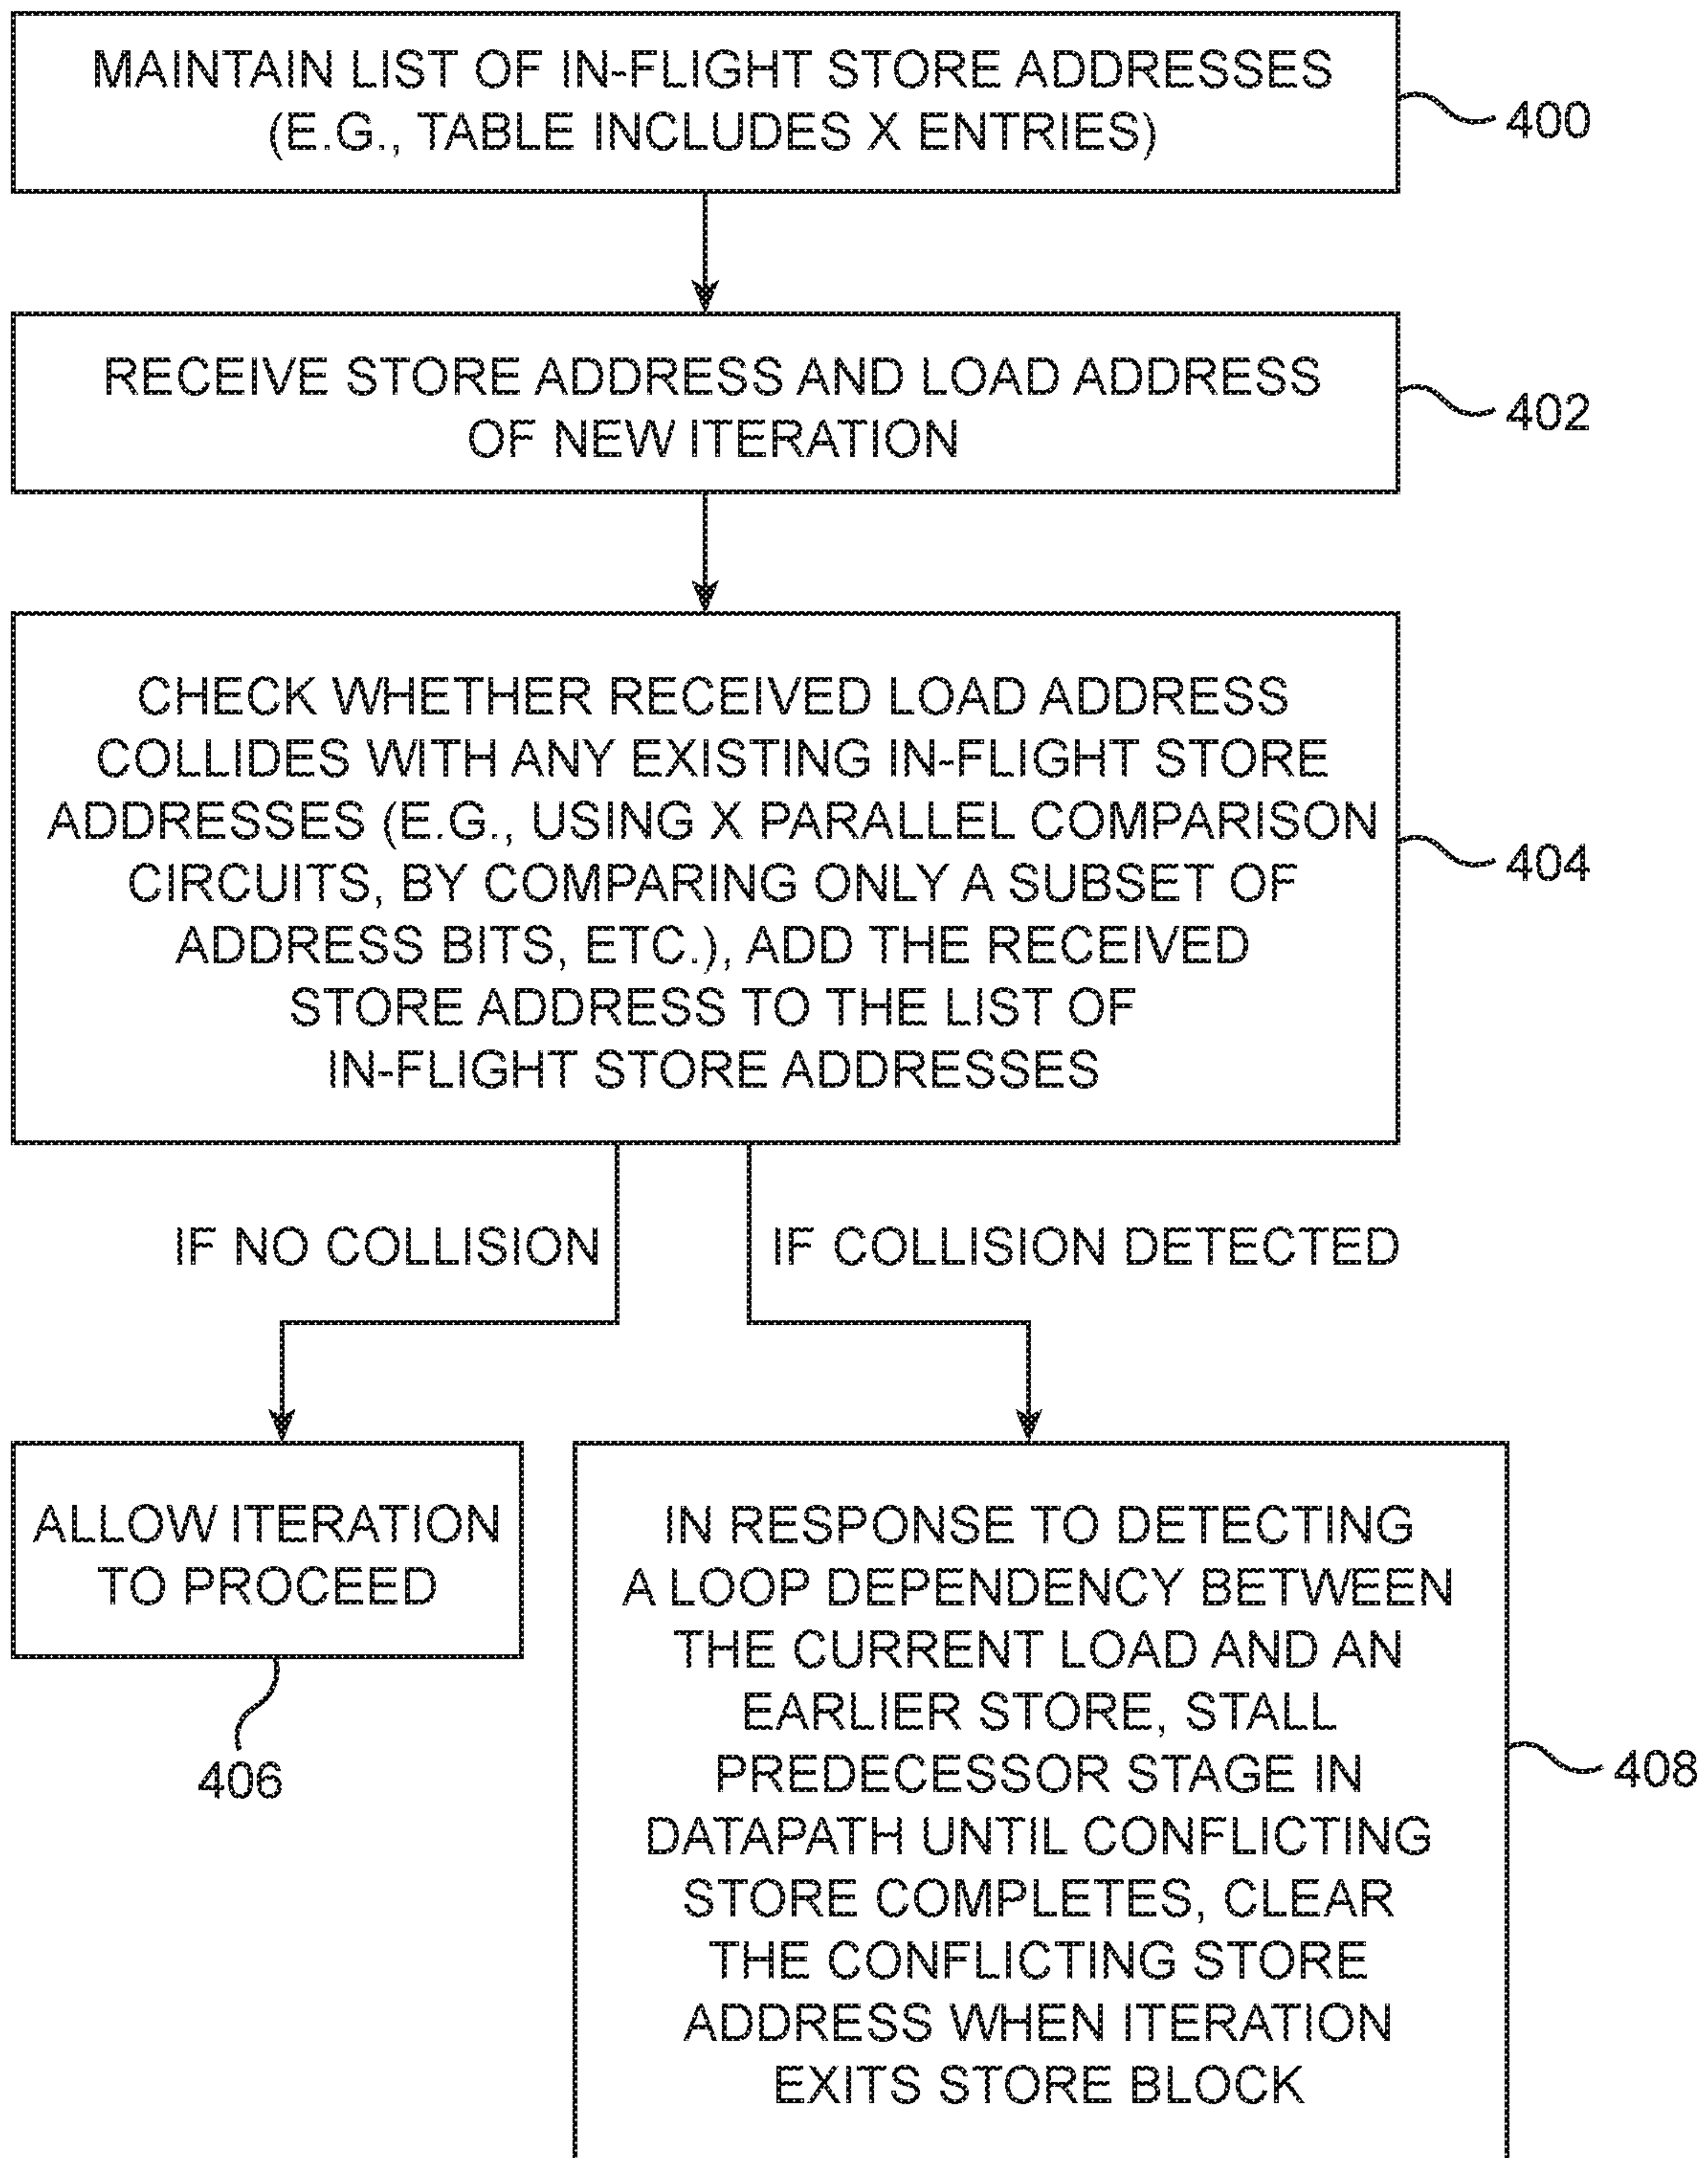 MAINTAIN LIST OF IN-FLIGHT STORE ADDRESSES
(E.G., TABLE INCLUDES X ENTRIES)
400
RECEIVE STORE ADDRESS AND LOAD ADDRESS
OF NEW ITERATION
402
CHECK WHETHER RECEIVED LOAD ADDRESS
COLLIDES WITH ANY EXISTING IN-FLIGHT STORE
ADDRESSES (E.G., USING X PARALLEL COMPARISON
CIRCUITS, BY COMPARING ONLY A SUBSET OF
ADDRESS BITS, ETC.), ADD THE RECEIVED
STORE ADDRESS TO THE LIST OF
IN-FLIGHT STORE ADDRESSES
404
IF NO COLLISION
IF COLLISION DETECTED
ALLOW ITERATION
TO PROCEED
406
IN RESPONSE TO DETECTING
A LOOP DEPENDENCY BETWEEN
THE CURRENT LOAD AND AN
EARLIER STORE, STALL
PREDECESSOR STAGE IN
DATAPATH UNTIL CONFLICTING
STORE COMPLETES, CLEAR
THE CONFLICTING STORE
ADDRESS WHEN ITERATION
EXITS STORE BLOCK
408